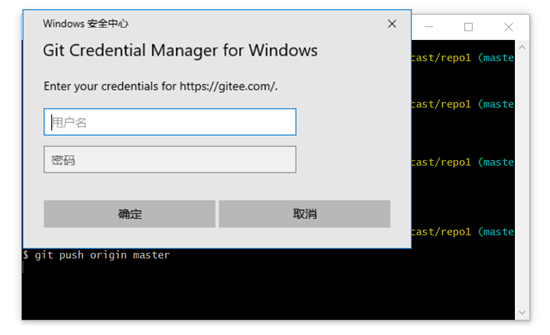 Windows 安全中心
Git Credential Manager for Windows
Enter your credentials for https://gitee.com/.
用户名
密码
确定
取消
cast/repo1 (maste
cast/repo1 (maste
cast/repo1 (maste
cast/repo1 (maste
$ git push origin master